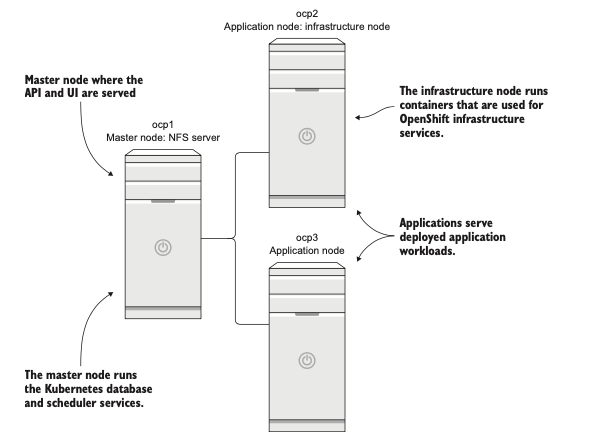 ocp2
Application node: infrastructure node
Master node where the
API and UI are served
The infrastructure node runs
containers that are used for
OpenShift infrastructure
services.
ocp1
Master node: NFS server
Applications serve
deployed application
workloads.
ocp3
Application node
The master node runs
the Kubernetes database
and scheduler services.